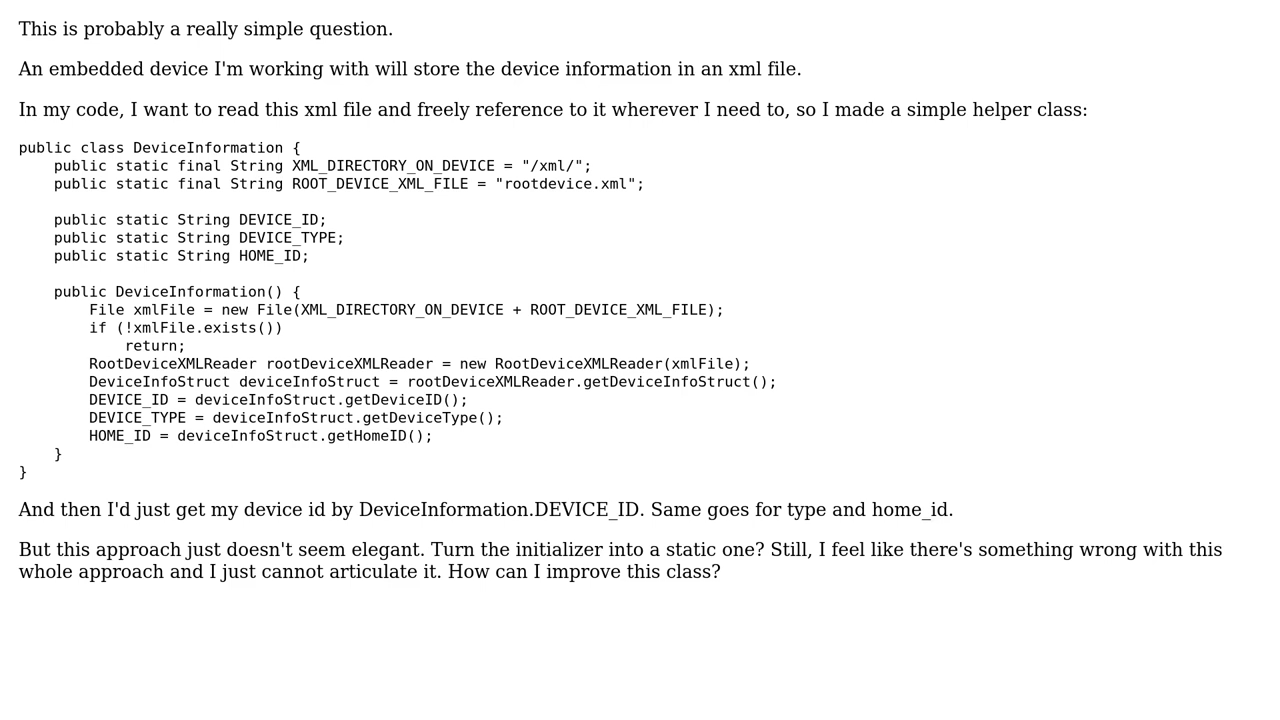 This is probably a really simple question.
An embedded device I'm working with will store the device information in an xml file.
In my code, I want to read this xml file and freely reference to it wherever I need to, so I made a simple helper class:
public class DeviceInformation {
    public static final String XML_DIRECTORY_ON_DEVICE = "/xml/";
    public static final String ROOT_DEVICE_XML_FILE = "rootdevice.xml";
    public static String DEVICE_ID;
    public static String DEVICE_TYPE;
    public static String HOME_ID;
    public DeviceInformation() {
        File xmlFile = new File(XML_DIRECTORY_ON_DEVICE + ROOT_DEVICE_XML_FILE);
        if (!xmlFile.exists())
            return;
        RootDeviceXMLReader rootDeviceXMLReader = new RootDeviceXMLReader(xmlFile);
        DeviceInfoStruct deviceInfoStruct = rootDeviceXMLReader.getDeviceInfoStruct();
        DEVICE_ID = deviceInfoStruct.getDeviceID();
        DEVICE_TYPE = deviceInfoStruct.getDeviceType();
        HOME_ID = deviceInfoStruct.getHomeID();
    }
}
And then I'd just get my device id by DeviceInformation.DEVICE_ID. Same goes for type and home_id.
But this approach just doesn't seem elegant. Turn the initializer into a static one? Still, I feel like there's something wrong with this
whole approach and I just cannot articulate it. How can I improve this class?